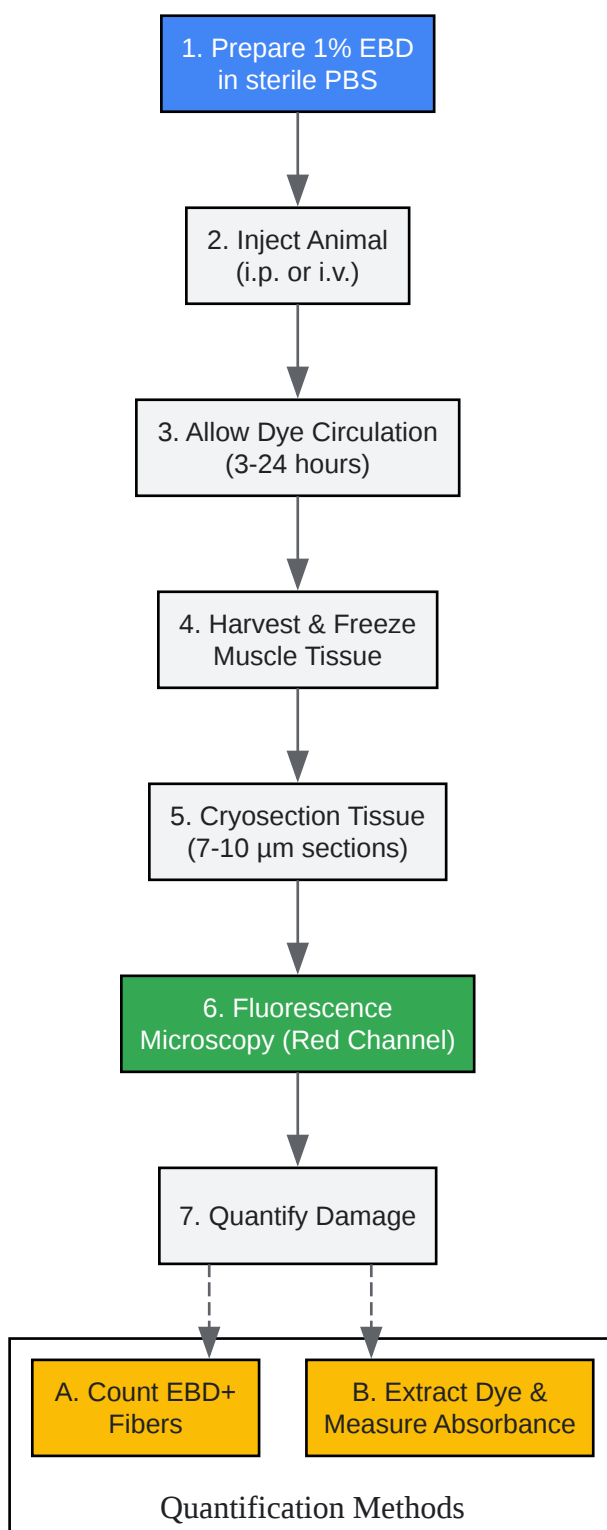 1. Prepare 1% EBD
in sterile PBS
2. Inject Animal
(i.p. or i.v.)
3. Allow Dye Circulation
(3-24 hours)
4. Harvest & Freeze
Muscle Tissue
5. Cryosection Tissue
(7-10 µm sections)
6. Fluorescence
Microscopy (Red Channel)
7. Quantify Damage
A. Count EBD+
Fibers
B. Extract Dye &
Measure Absorbance
Quantification Methods